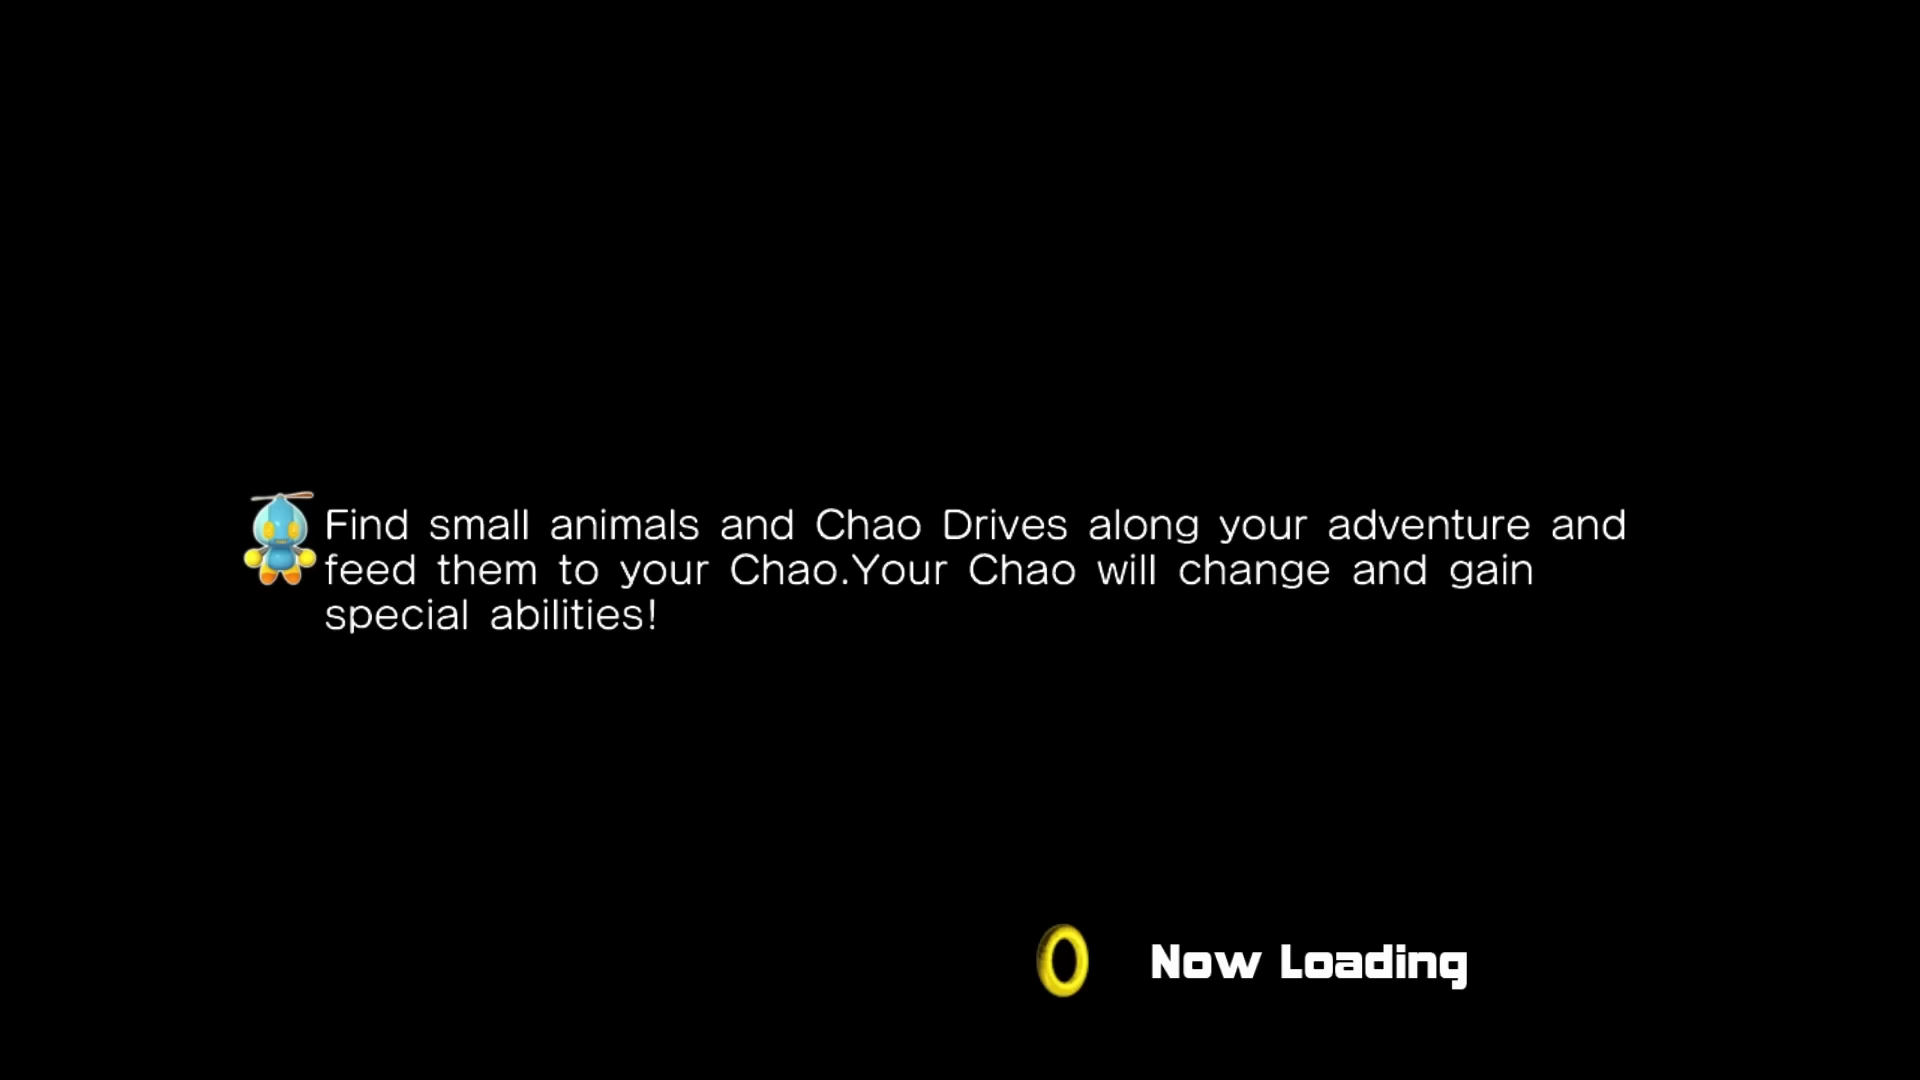 Find small animals and Chao Drives along your adventure and
feed them to your Chao.Your Chao will change and gain
special abilities!
Now Loading